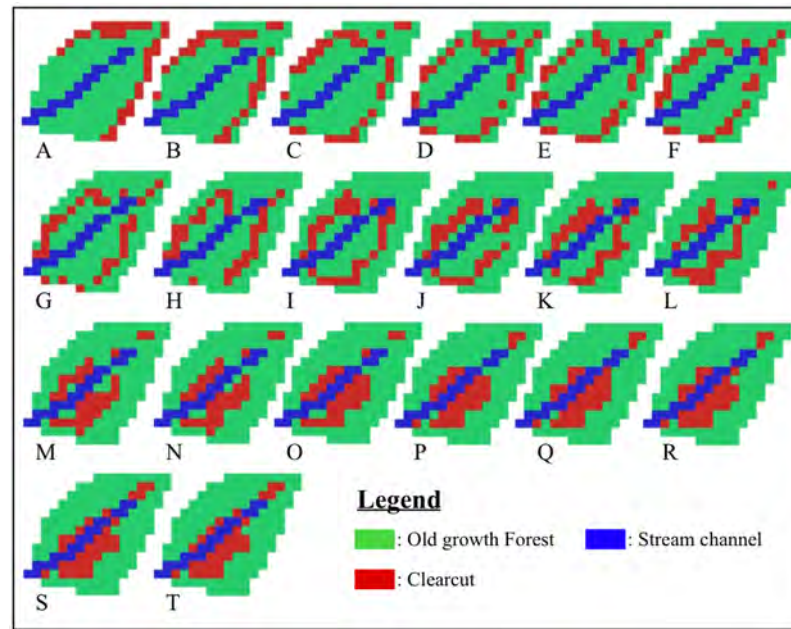 A B C D E F
G H I J K L
M N O P Q R
S T
Legend
: Old growth Forest : Stream channel
: Clearcut